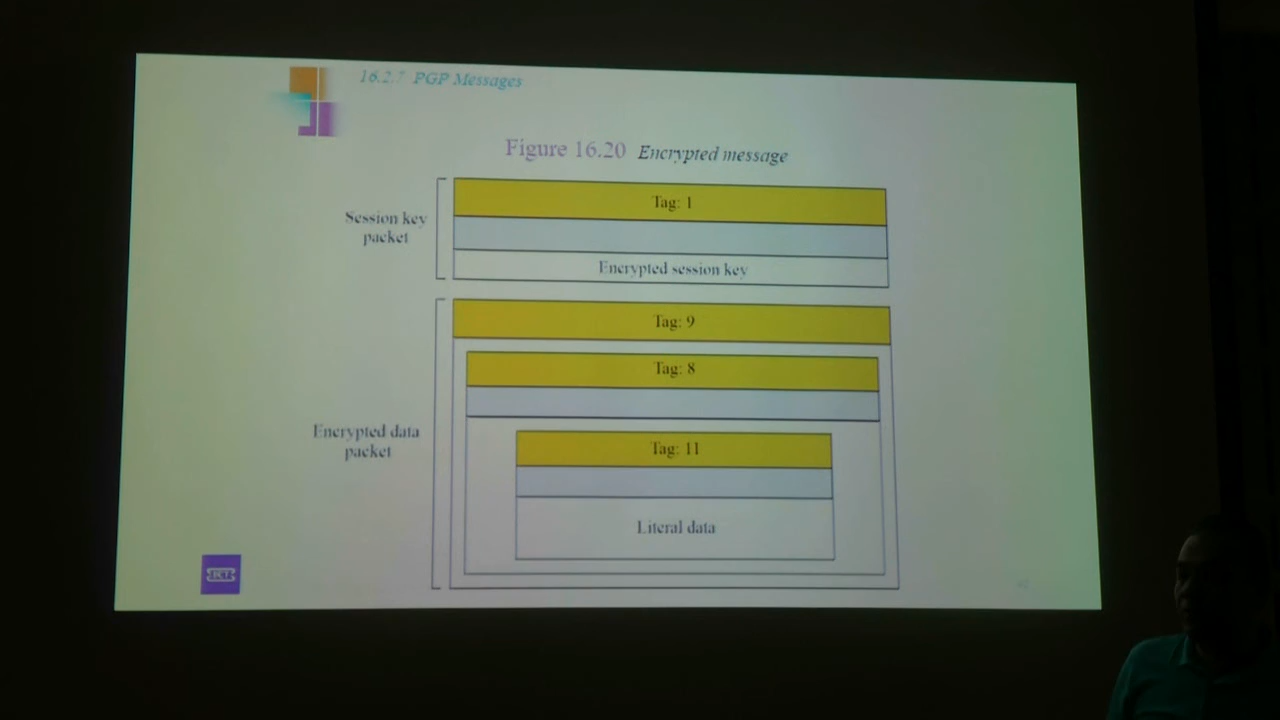 16.2.7 PGP Messages
Figure 16.20 Encrypted message
Session key
packet
Tag: 1
Encrypted session key
Encrypted data
packet
Tag: 9
Tag: 8
Tag: 11
Literal data